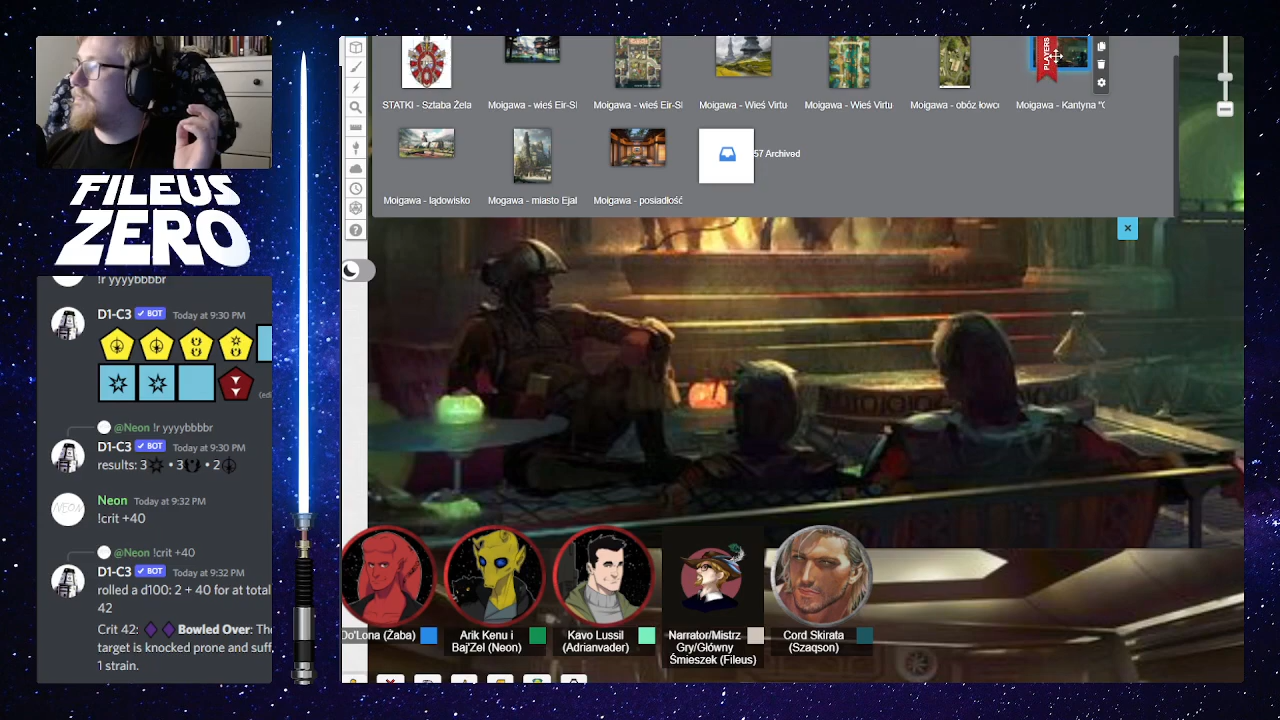 STATKI - Sztaba Żela
Moigawa - wieś Eir-Si
Moigawa - wieś Eir-Si
Moigawa - Wieś Virtu
Moigawa - Wieś Virtu
Moigawa - obóz łowcó
Moigawa - Kantyna "G
PLAYERS
Moigawa - lądowisko
Mogawa - miasto Ejal
Moigawa - posiadłość
57 Archived
FILEUS
ZERO
!r yyyybbbbr
D1-C3 ✓ BOT Today at 9:30 PM
(edi
@Neon !r yyyybbbbr
D1-C3 ✓ BOT Today at 9:30 PM
results: 3 • 3 • 2
Neon Today at 9:32 PM
NEON
!crit +40
@Neon !crit +40
D1-C3 ✓ BOT Today at 9:32 PM
rolled a d100: 2 + 40 for at total
42
Crit 42: Bowled Over: The
target is knocked prone and suff
1 strain.
Do'Lona (Żaba)
Arik Kenu i
Baj'Zel (Neon)
Kavo Lussil
(Adrianvader)
Narrator/Mistrz
Gry/Główny
Śmieszek (Fileus)
Cord Skirata
(Szaqson)